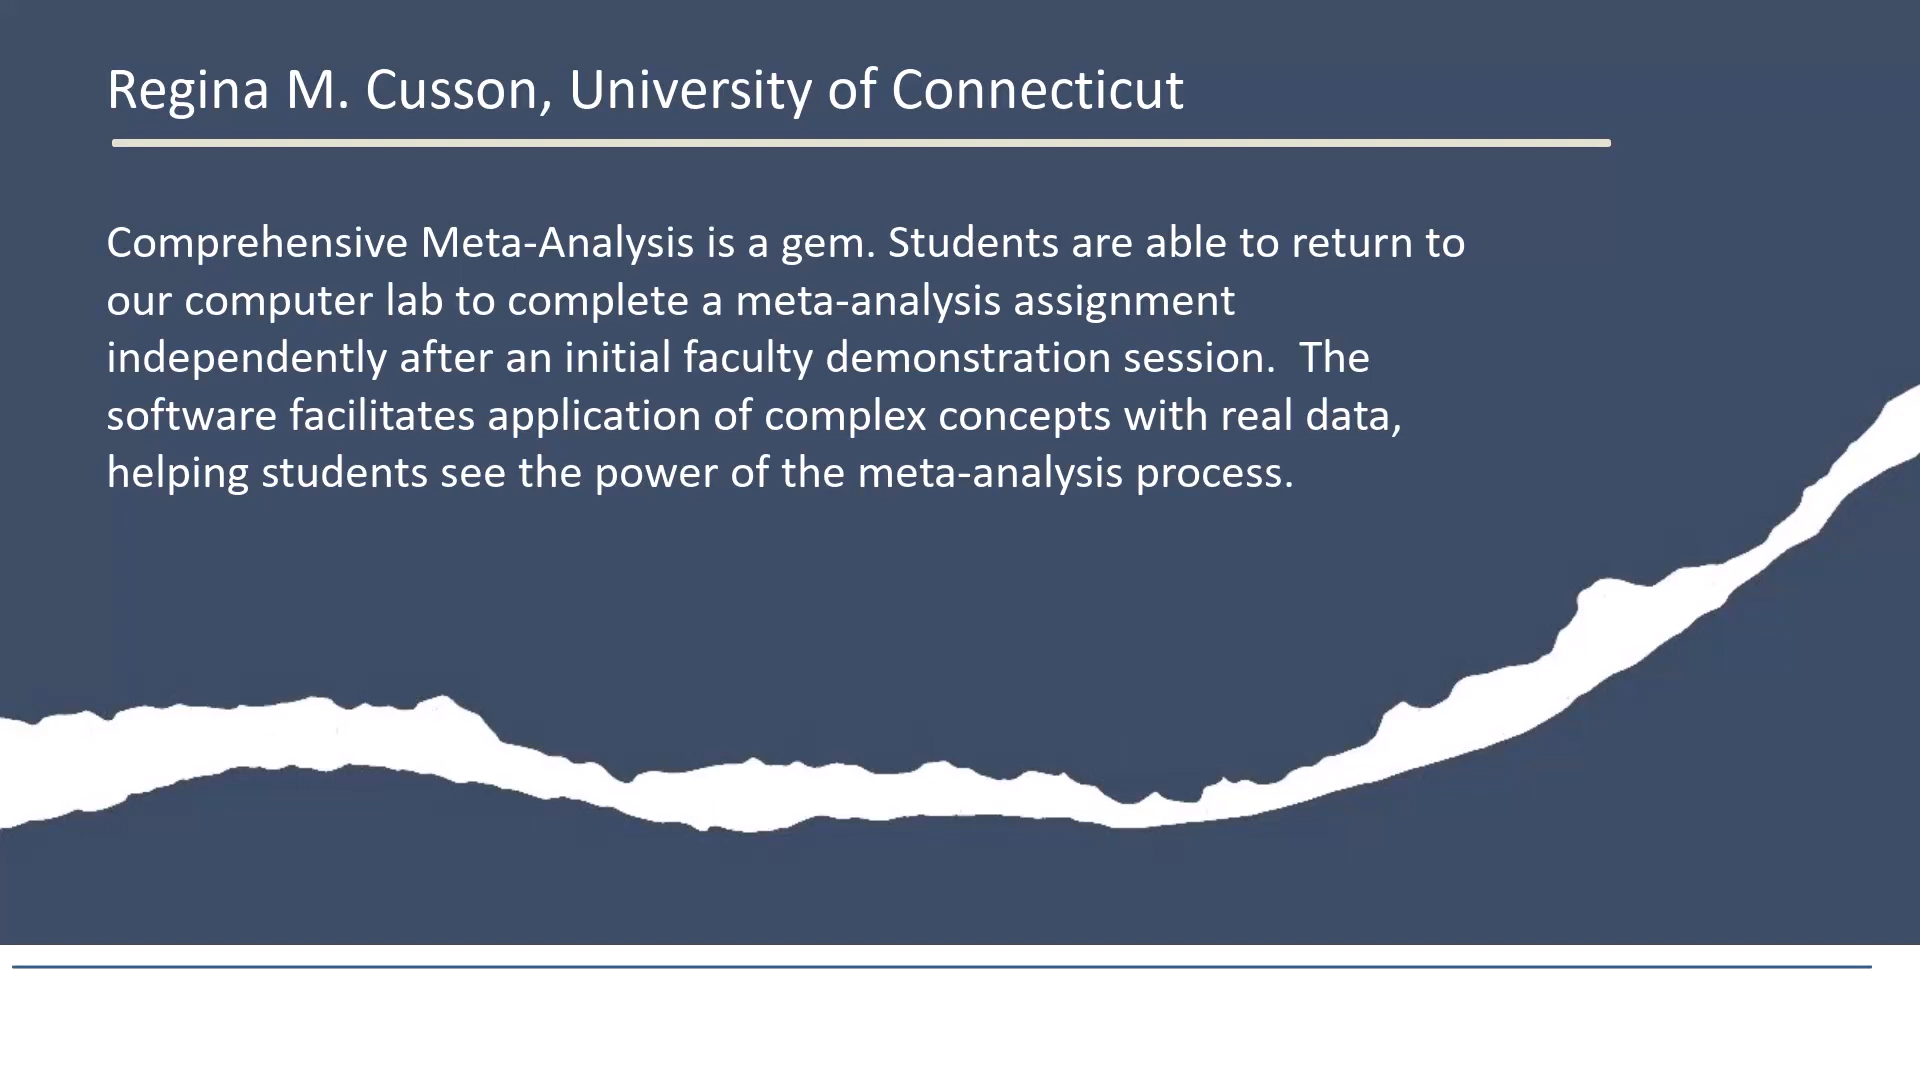 Regina M. Cusson, University of Connecticut
Comprehensive Meta-Analysis is a gem. Students are able to return to
our computer lab to complete a meta-analysis assignment
independently after an initial faculty demonstration session.  The
software facilitates application of complex concepts with real data,
helping students see the power of the meta-analysis process.